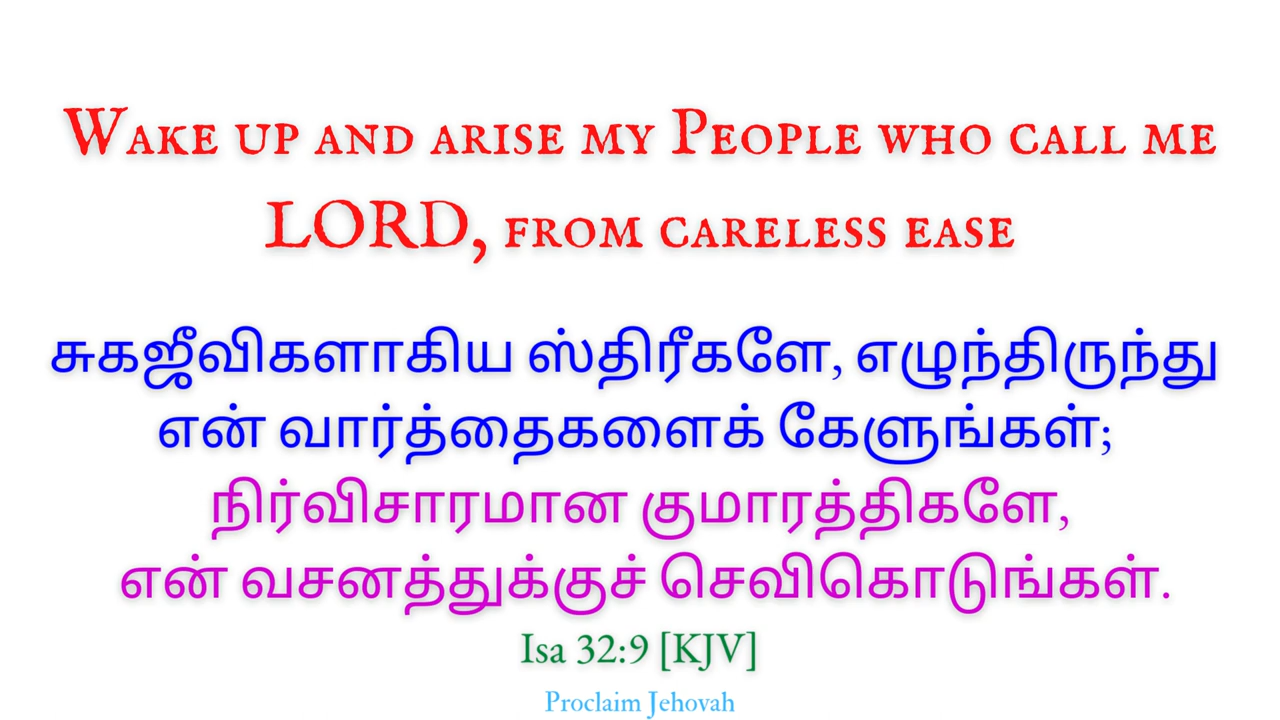 Wake up and arise my People who call me
LORD, from careless ease
சுகஜீவிகளாகிய ஸ்திரீகளே, எழுந்திருந்து
என் வார்த்தைகளைக் கேளுங்கள்;
நிர்விசாரமான குமாரத்திகளே,
என் வசனத்துக்குச் செவிகொடுங்கள்.
Isa 32:9 [KJV]
Proclaim Jehovah